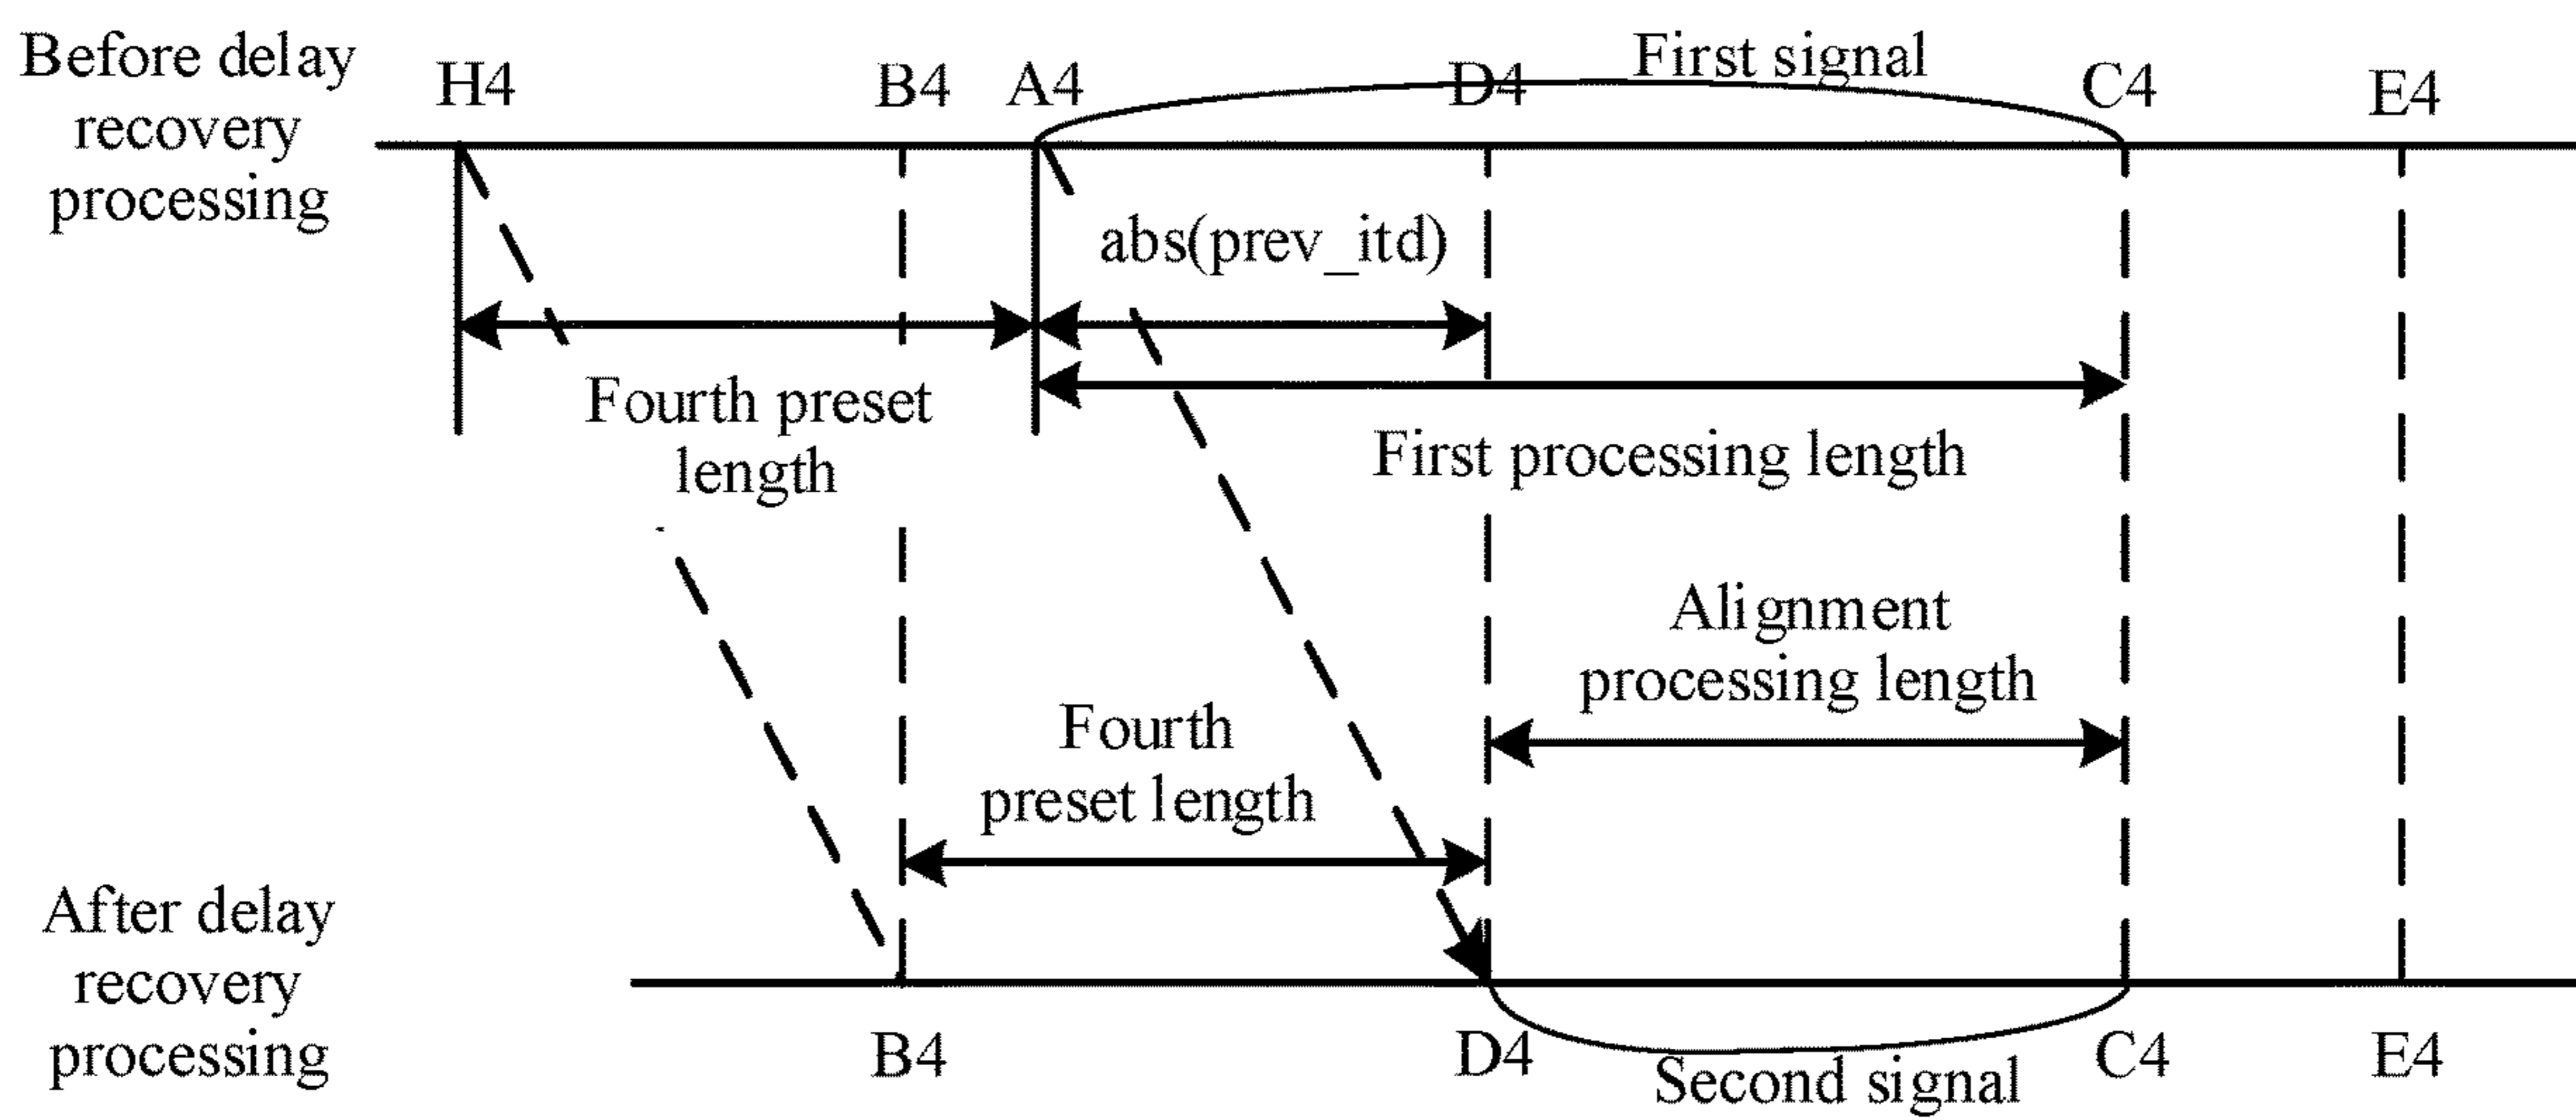 Before delay
recovery
processing
H4
B4
A4
D4
First signal
C4
E4
abs(prev_itd)
Fourth preset
length
First processing length
Alignment
processing length
Fourth
preset length
After delay
recovery
processing
B4
D4
Second signal
C4
E4